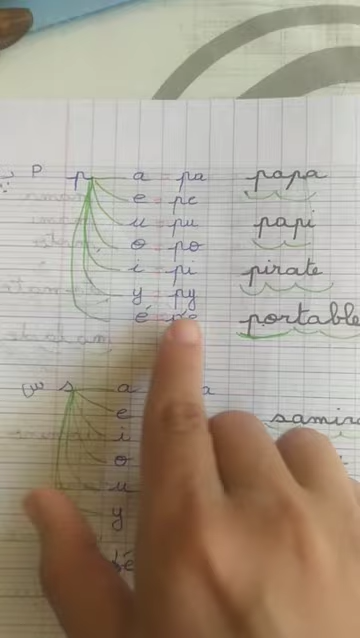 P p a = pa papa
e = pe
u = pu papi
o = po
i = pi pirate
y = py
é portable
s a a
e
i
o
u
y
é